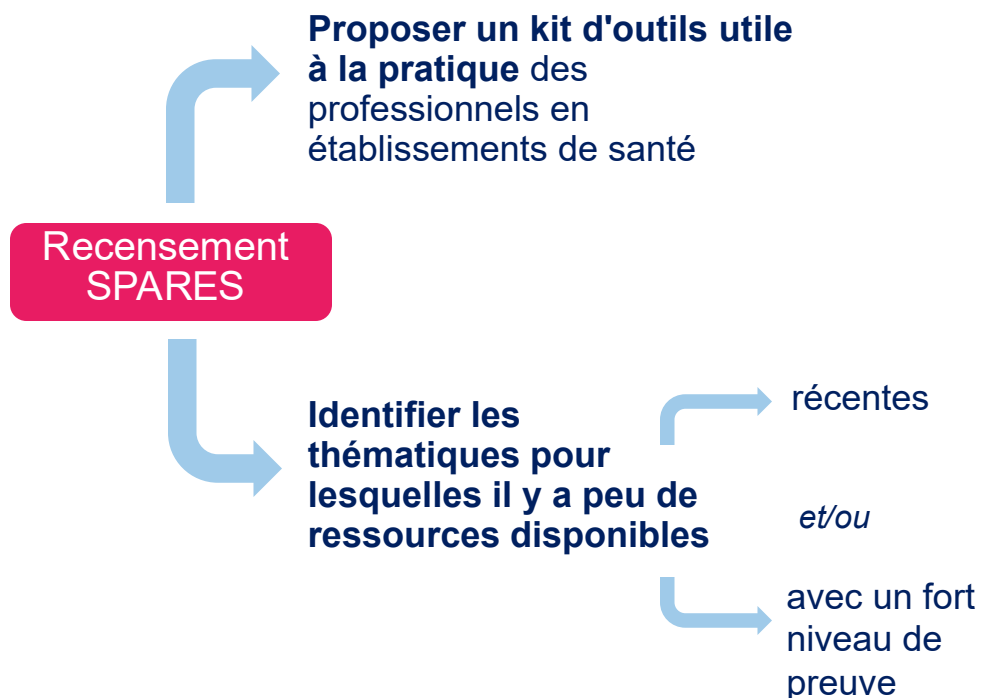 Proposer un kit d'outils utile
à la pratique des
professionnels en
établissements de santé
Recensement
SPARES
Identifier les
thématiques pour
lesquelles il y a peu de
ressources disponibles
récentes
et/ou
avec un fort
niveau de
preuve